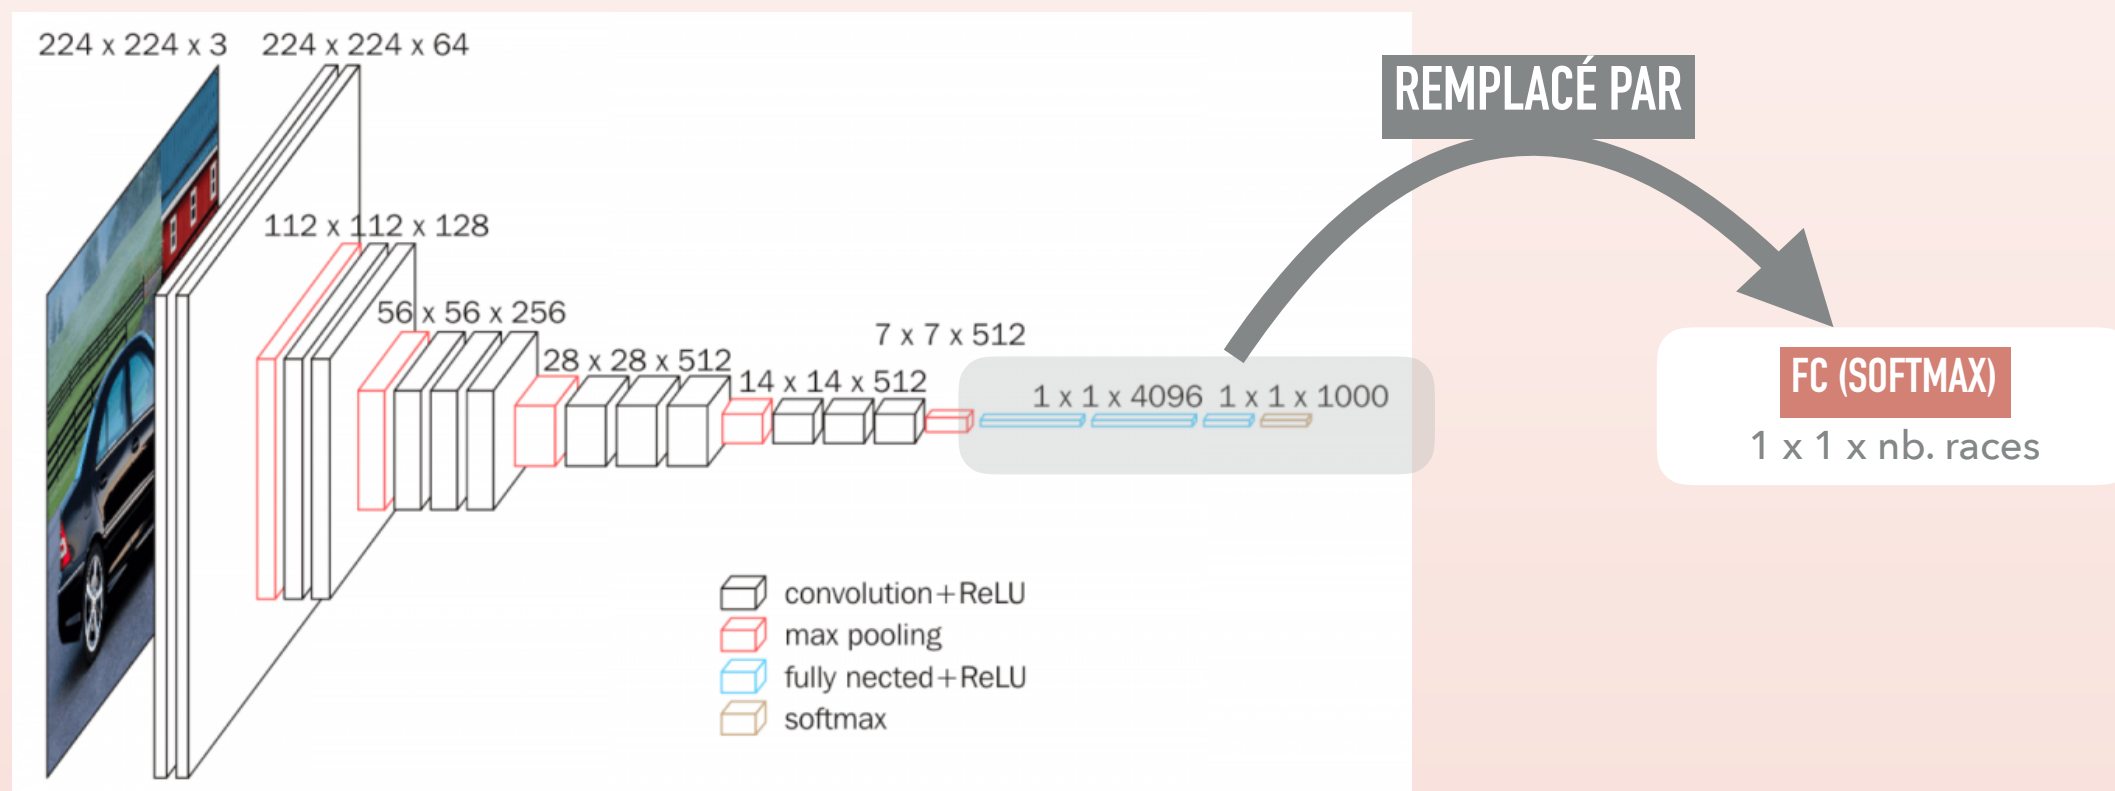 224 x 224 x 3
224 x 224 x 64
112 x 112 x 128
56 x 56 x 256
28 x 28 x 512
14 x 14 x 512
7 x 7 x 512
1 x 1 x 4096
1 x 1 x 1000
convolution+ReLU
max pooling
fully nected+ReLU
softmax
REMPLACÉ PAR
FC (SOFTMAX)
1 x 1 x nb. races